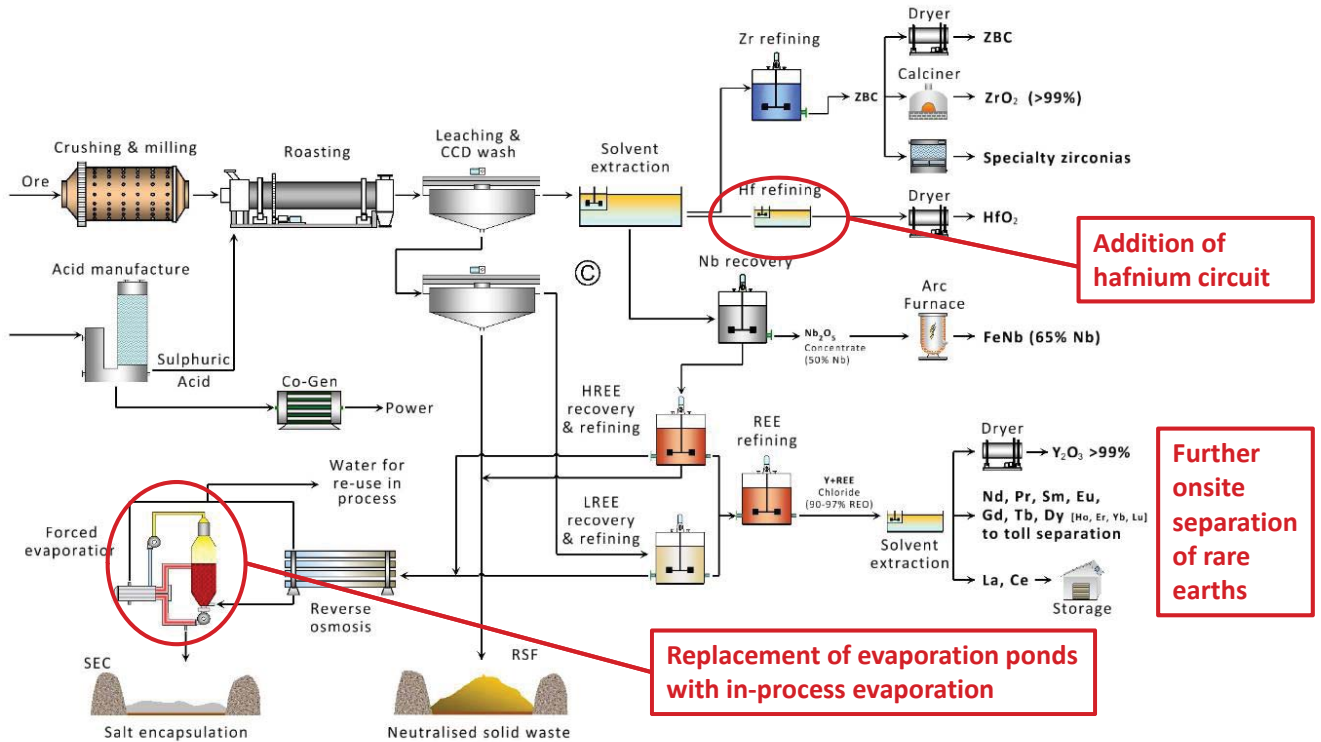 Dryer
ZBC
Zr refining
ZBC
Calciner
ZrO₂ (>99%)
Specialty zirconias
Crushing & milling
Ore
Roasting
Leaching &
CCD wash
Solvent
extraction
Hf refining
Dryer
HfO₂
Addition of
hafnium circuit
Acid manufacture
Sulphuric
Acid
Co-Gen
Power
©
Nb recovery
Nb₂O₅
Concentrate
(50% Nb)
Arc
Furnace
FeNb (65% Nb)
HREE
recovery
& refining
REE
refining
Y+REE
Chloride
(90-97% REO)
Solvent
extraction
Dryer
Y₂O₃ >99%
Nd, Pr, Sm, Eu,
Gd, Tb, Dy [Ho, Er, Yb, Lu]
to toll separation
La, Ce
Storage
Further
onsite
separation
of rare
earths
Water for
re-use in
process
LREE
recovery
& refining
Forced
evaporation
Reverse
osmosis
Replacement of evaporation ponds
with in-process evaporation
SEC
Salt encapsulation
RSF
Neutralised solid waste